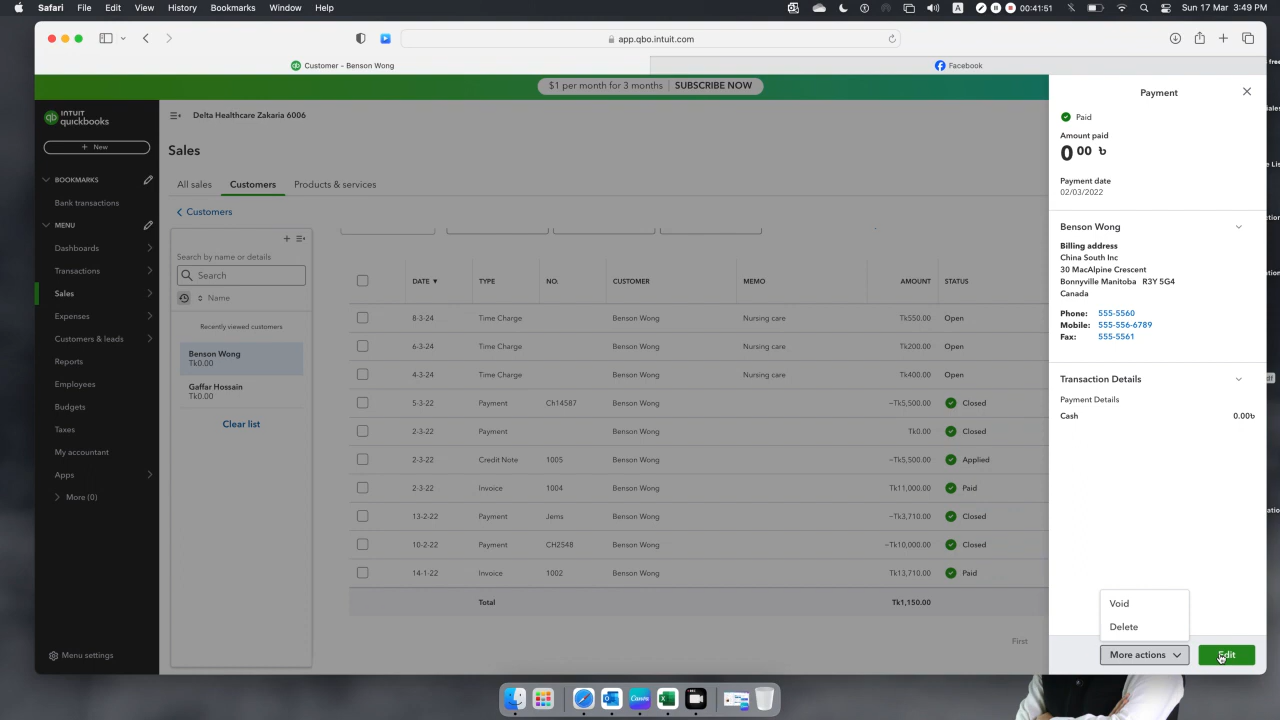 Safari File Edit View History Bookmarks Window Help
00:41:51 A Sun 17 Mar 3:49 PM
app.qbo.intuit.com
Customer – Benson Wong
Facebook
$1 per month for 3 months SUBSCRIBE NOW
INTUIT
quickbooks
+ New
BOOKMARKS
Bank transactions
MENU
Dashboards
Transactions
Sales
Expenses
Customers & leads
Reports
Employees
Budgets
Taxes
My accountant
Apps
More (0)
Menu settings
Delta Healthcare Zakaria 6006
Sales
All sales Customers Products & services
Customers
Search by name or details
Search
Name
Recently viewed customers
Benson Wong
Tk0.00
Gaffar Hossain
Tk0.00
Clear list
DATE ▼ TYPE NO. CUSTOMER MEMO AMOUNT STATUS
8-3-24 Time Charge Benson Wong Nursing care Tk550.00 Open
6-3-24 Time Charge Benson Wong Nursing care Tk200.00 Open
4-3-24 Time Charge Benson Wong Nursing care Tk400.00 Open
5-3-22 Payment Ch14587 Benson Wong –Tk5,500.00 Closed
2-3-22 Payment Benson Wong Tk0.00 Closed
2-3-22 Credit Note 1005 Benson Wong –Tk5,500.00 Applied
2-3-22 Invoice 1004 Benson Wong Tk11,000.00 Paid
13-2-22 Payment Jems Benson Wong –Tk3,710.00 Closed
10-2-22 Payment CH2548 Benson Wong –Tk10,000.00 Closed
14-1-22 Invoice 1002 Benson Wong Tk13,710.00 Paid
Total Tk1,150.00
First
Payment
Paid
Amount paid
0 00 ৳
Payment date
02/03/2022
Benson Wong
Billing address
China South Inc
30 MacAlpine Crescent
Bonnyville Manitoba R3Y 5G4
Canada
Phone: 555-5560
Mobile: 555-556-6789
Fax: 555-5561
Transaction Details
Payment Details
Cash 0.00৳
Void
Delete
More actions Edit
Canva